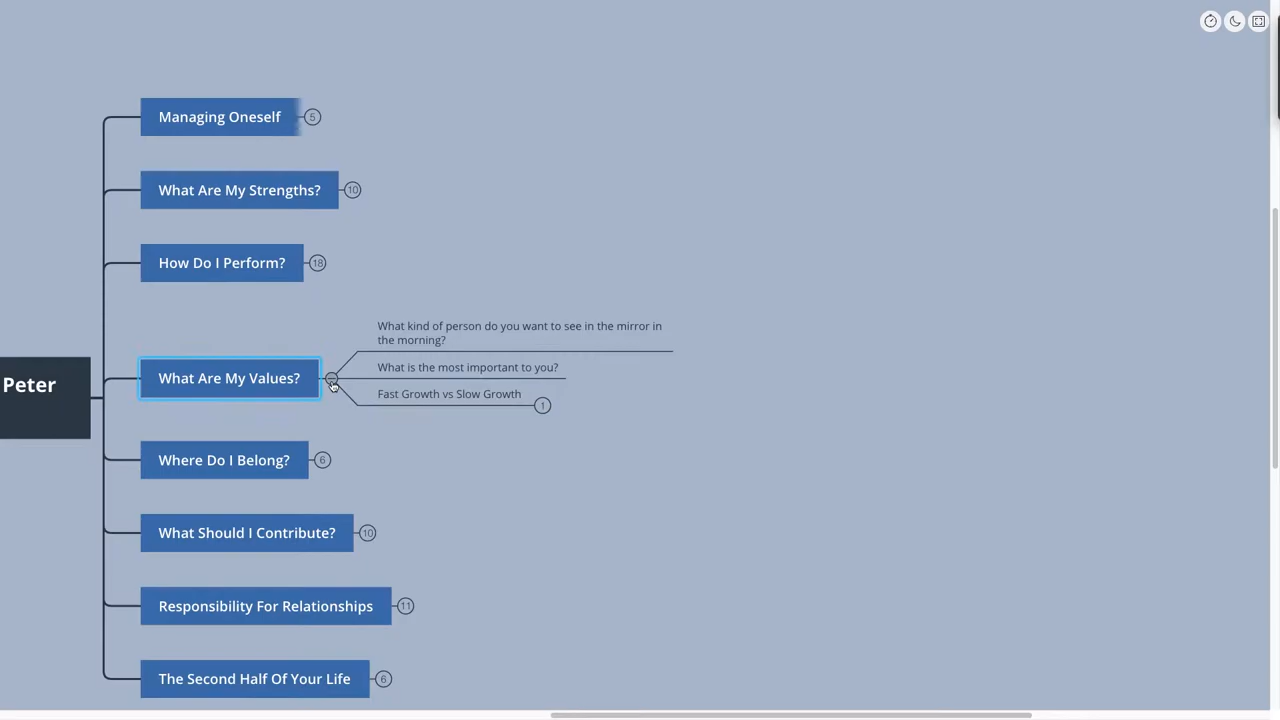 Managing Oneself 5
What Are My Strengths? 10
How Do I Perform? 18
What kind of person do you want to see in the mirror in
the morning?
What is the most important to you?
Peter
What Are My Values?
Fast Growth vs Slow Growth 1
Where Do I Belong? 6
What Should I Contribute? 10
Responsibility For Relationships 11
The Second Half Of Your Life 6